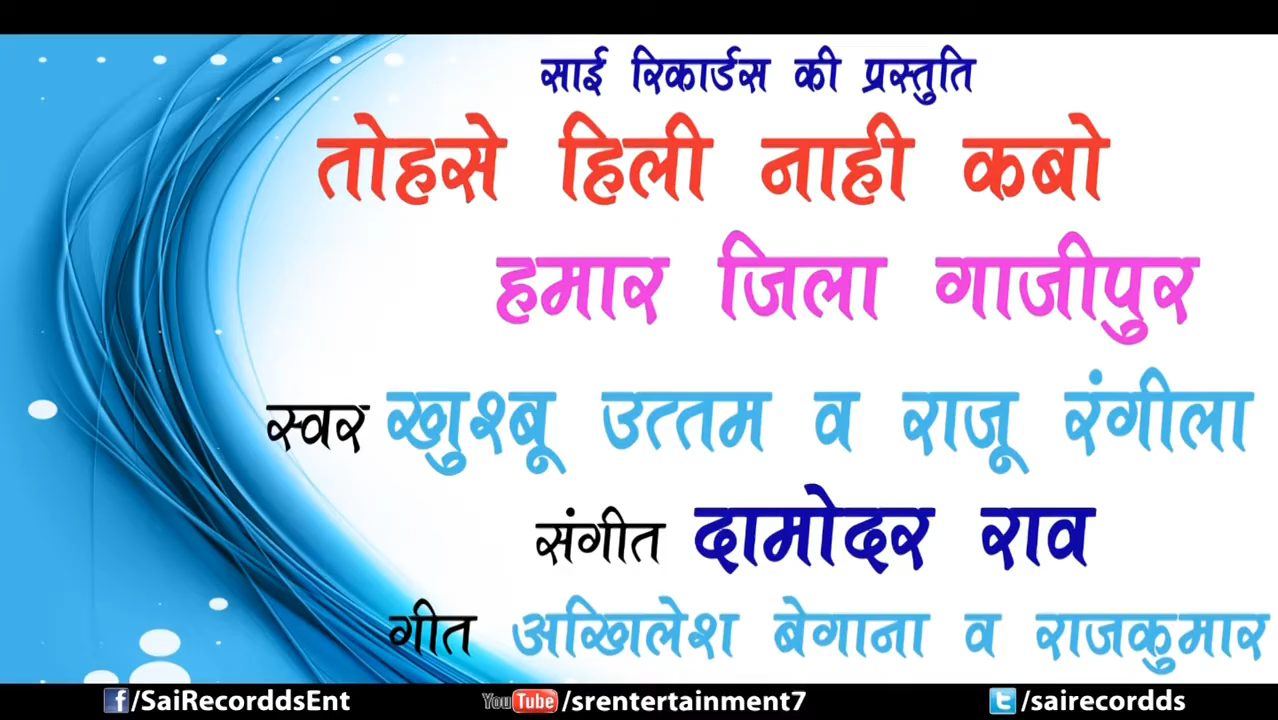 साई रिकार्डस की प्रस्तुति
तोहसे हिली नाही कबो
हमार जिला गाजीपुर
स्वर खुश्बू उत्तम व राजू रंगीला
संगीत दामोदर राव
गीत अखिलेश बेगाना व राजकुमार
/SaiRecorddsEnt YouTube /srentertainment7 /sairecordds